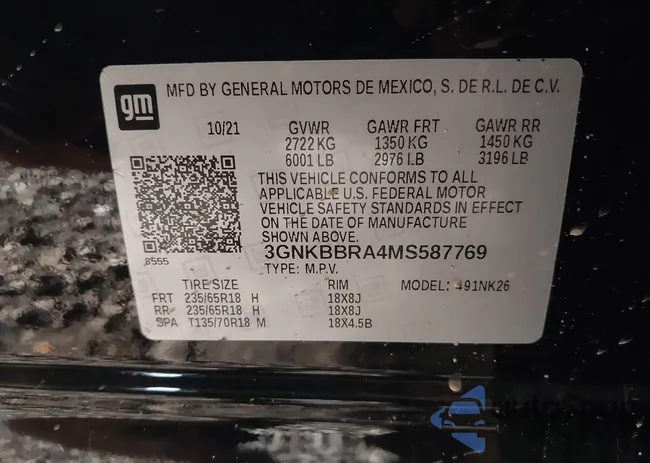 gm MFD BY GENERAL MOTORS DE MEXICO, S. DE R.L. DE C.V.
10/21 GVWR GAWR FRT GAWR RR
2722 KG 1350 KG 1450 KG
6001 LB 2976 LB 3196 LB
THIS VEHICLE CONFORMS TO ALL
APPLICABLE U.S. FEDERAL MOTOR
VEHICLE SAFETY STANDARDS IN EFFECT
ON THE DATE OF MANUFACTURE
SHOWN ABOVE.
8555
3GNKBBRA4MS587769
TYPE: M.P.V.
TIRE SIZE RIM MODEL: 191NK26
FRT 235/65R18 H 18X8J
RR 235/65R18 H 18X8J
SPA T135/70R18 M 18X4.5B